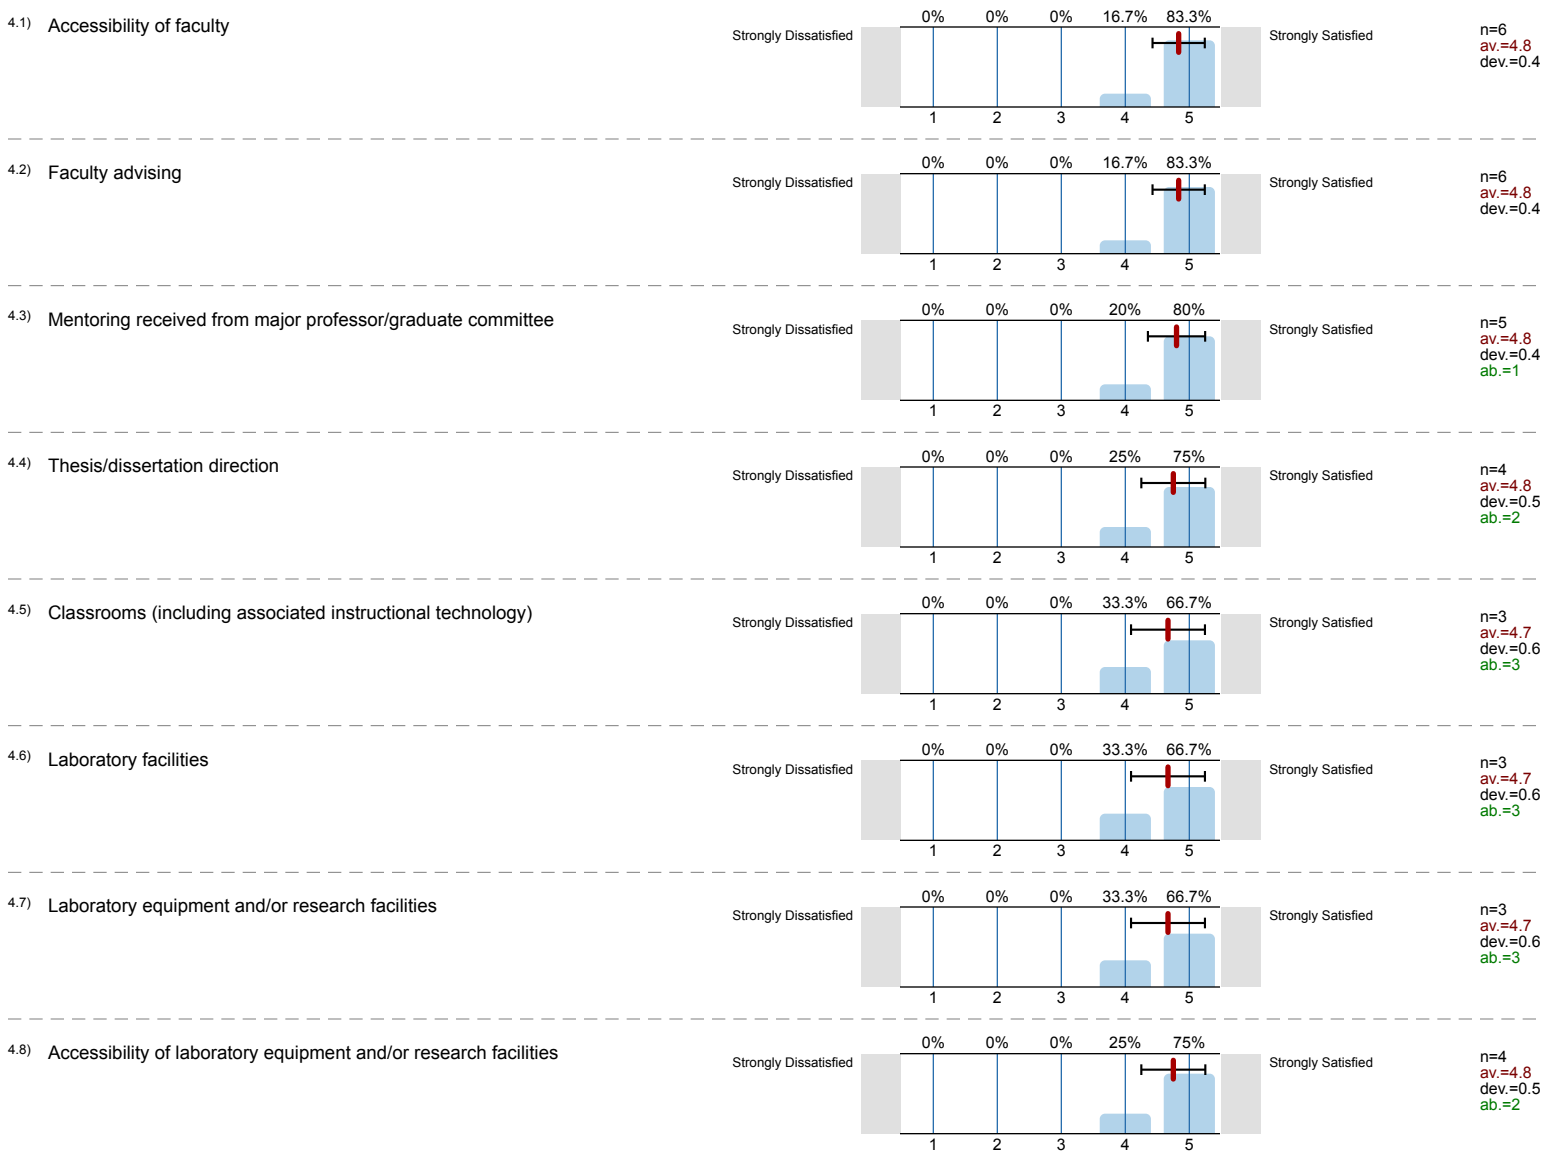 4.1) Accessibility of faculty
0% 0% 0% 16.7% 83.3%
Strongly Dissatisfied
Strongly Satisfied
1 2 3 4 5
n=6
av.=4.8
dev.=0.4
4.2) Faculty advising
0% 0% 0% 16.7% 83.3%
Strongly Dissatisfied
Strongly Satisfied
1 2 3 4 5
n=6
av.=4.8
dev.=0.4
4.3) Mentoring received from major professor/graduate committee
0% 0% 0% 20% 80%
Strongly Dissatisfied
Strongly Satisfied
1 2 3 4 5
n=5
av.=4.8
dev.=0.4
ab.=1
4.4) Thesis/dissertation direction
0% 0% 0% 25% 75%
Strongly Dissatisfied
Strongly Satisfied
1 2 3 4 5
n=4
av.=4.8
dev.=0.5
ab.=2
4.5) Classrooms (including associated instructional technology)
0% 0% 0% 33.3% 66.7%
Strongly Dissatisfied
Strongly Satisfied
1 2 3 4 5
n=3
av.=4.7
dev.=0.6
ab.=3
4.6) Laboratory facilities
0% 0% 0% 33.3% 66.7%
Strongly Dissatisfied
Strongly Satisfied
1 2 3 4 5
n=3
av.=4.7
dev.=0.6
ab.=3
4.7) Laboratory equipment and/or research facilities
0% 0% 0% 33.3% 66.7%
Strongly Dissatisfied
Strongly Satisfied
1 2 3 4 5
n=3
av.=4.7
dev.=0.6
ab.=3
4.8) Accessibility of laboratory equipment and/or research facilities
0% 0% 0% 25% 75%
Strongly Dissatisfied
Strongly Satisfied
1 2 3 4 5
n=4
av.=4.8
dev.=0.5
ab.=2